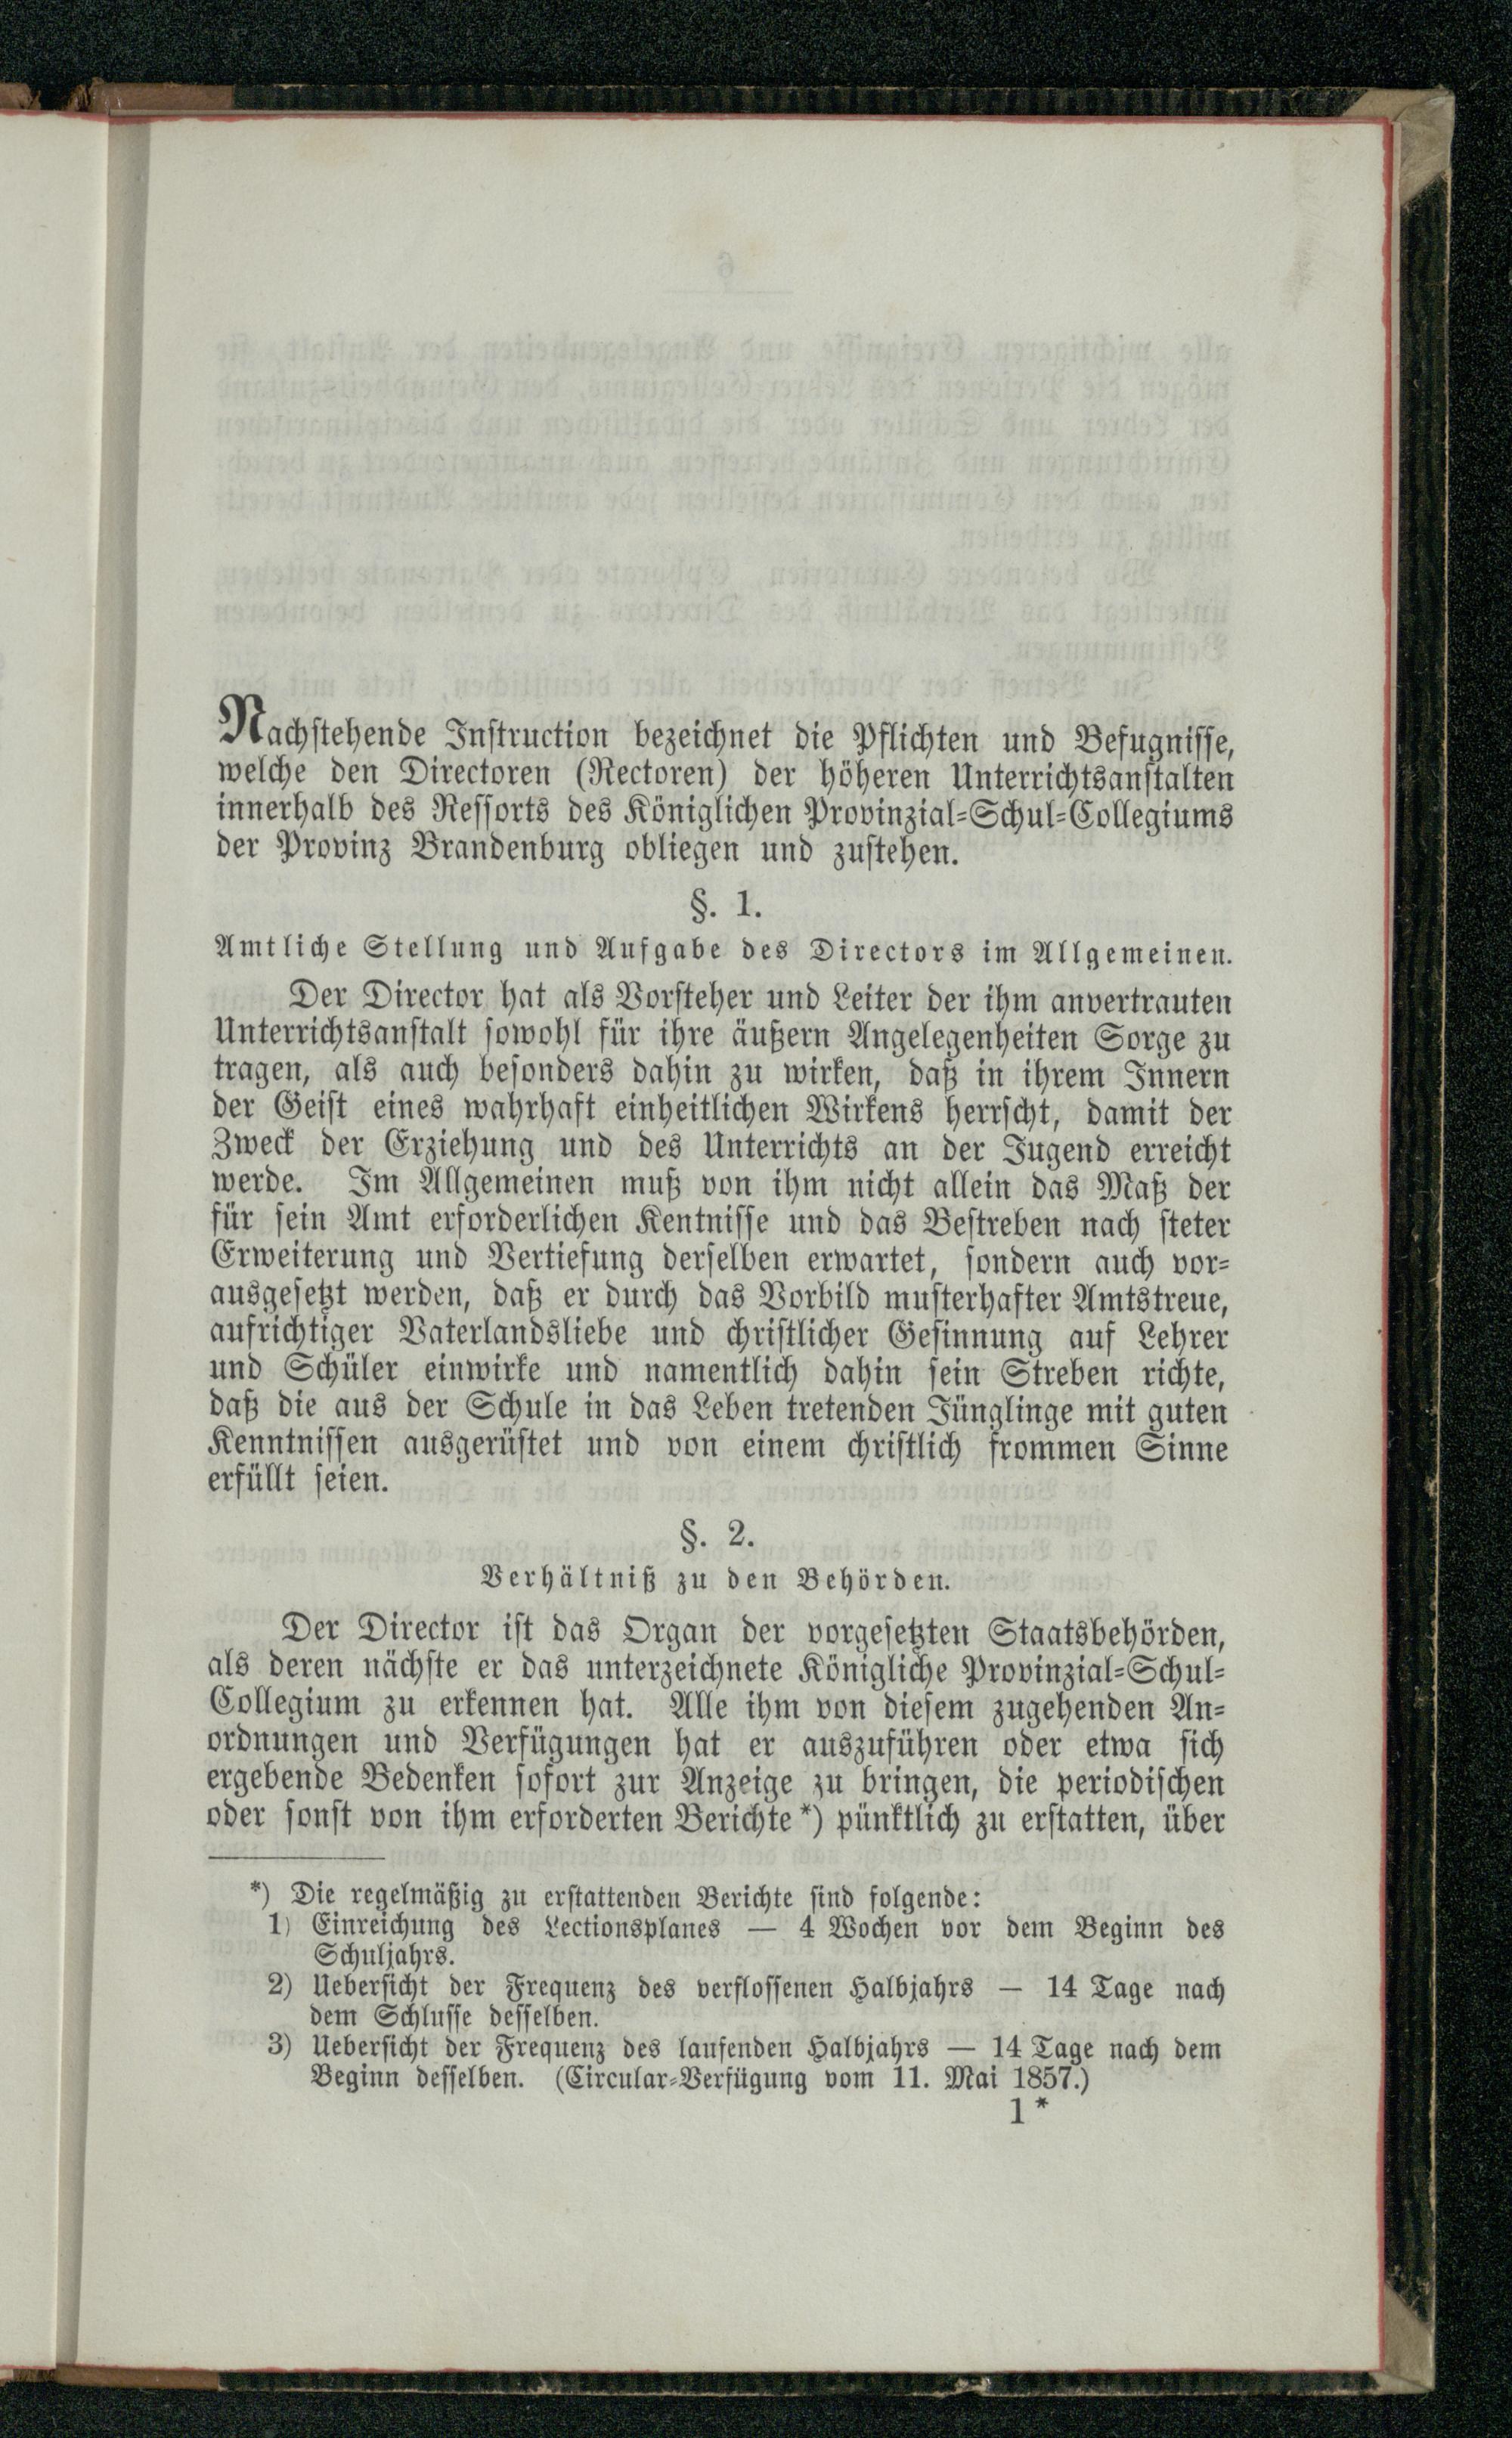 Nachstehende Instruction bezeichnet die Pflichten und Befugnisse,
welche den Directoren (Rectoren) der höheren Unterrichtsanstalten
innerhalb des Ressorts des Königlichen Provinzial-Schul-Collegiums
der Provinz Brandenburg obliegen und zustehen.
§. 1.
Amtliche Stellung und Aufgabe des Directors im Allgemeinen.
Der Director hat als Vorsteher und Leiter der ihm anvertrauten
Unterrichtsanstalt sowohl für ihre äußern Angelegenheiten Sorge zu
tragen, als auch besonders dahin zu wirken, daß in ihrem Innern
der Geist eines wahrhaft einheitlichen Wirkens herrscht, damit der
Zweck der Erziehung und des Unterrichts an der Jugend erreicht
werde. Im Allgemeinen muß von ihm nicht allein das Maß der
für sein Amt erforderlichen Kentnisse und das Bestreben nach steter
Erweiterung und Vertiefung derselben erwartet, sondern auch vor-
ausgesetzt werden, daß er durch das Vorbild musterhafter Amtstreue,
aufrichtiger Vaterlandsliebe und christlicher Gesinnung auf Lehrer
und Schüler einwirke und namentlich dahin sein Streben richte,
daß die aus der Schule in das Leben tretenden Jünglinge mit guten
Kenntnissen ausgerüstet und von einem christlich frommen Sinne
erfüllt seien.
§. 2.
Verhältniß zu den Behörden.
Der Director ist das Organ der vorgesetzten Staatsbehörden,
als deren nächste er das unterzeichnete Königliche Provinzial-Schul-
Collegium zu erkennen hat. Alle ihm von diesem zugehenden An-
ordnungen und Verfügungen hat er auszuführen oder etwa sich
ergebende Bedenken sofort zur Anzeige zu bringen, die periodischen
oder sonst von ihm erforderten Berichte *) pünktlich zu erstatten, über
*) Die regelmäßig zu erstattenden Berichte sind folgende:
1) Einreichung des Lectionsplanes — 4 Wochen vor dem Beginn des
Schuljahrs.
2) Uebersicht der Frequenz des verflossenen Halbjahrs — 14 Tage nach
dem Schlusse desselben.
3) Uebersicht der Frequenz des laufenden Halbjahrs — 14 Tage nach dem
Beginn desselben. (Circular-Verfügung vom 11. Mai 1857.)
1*